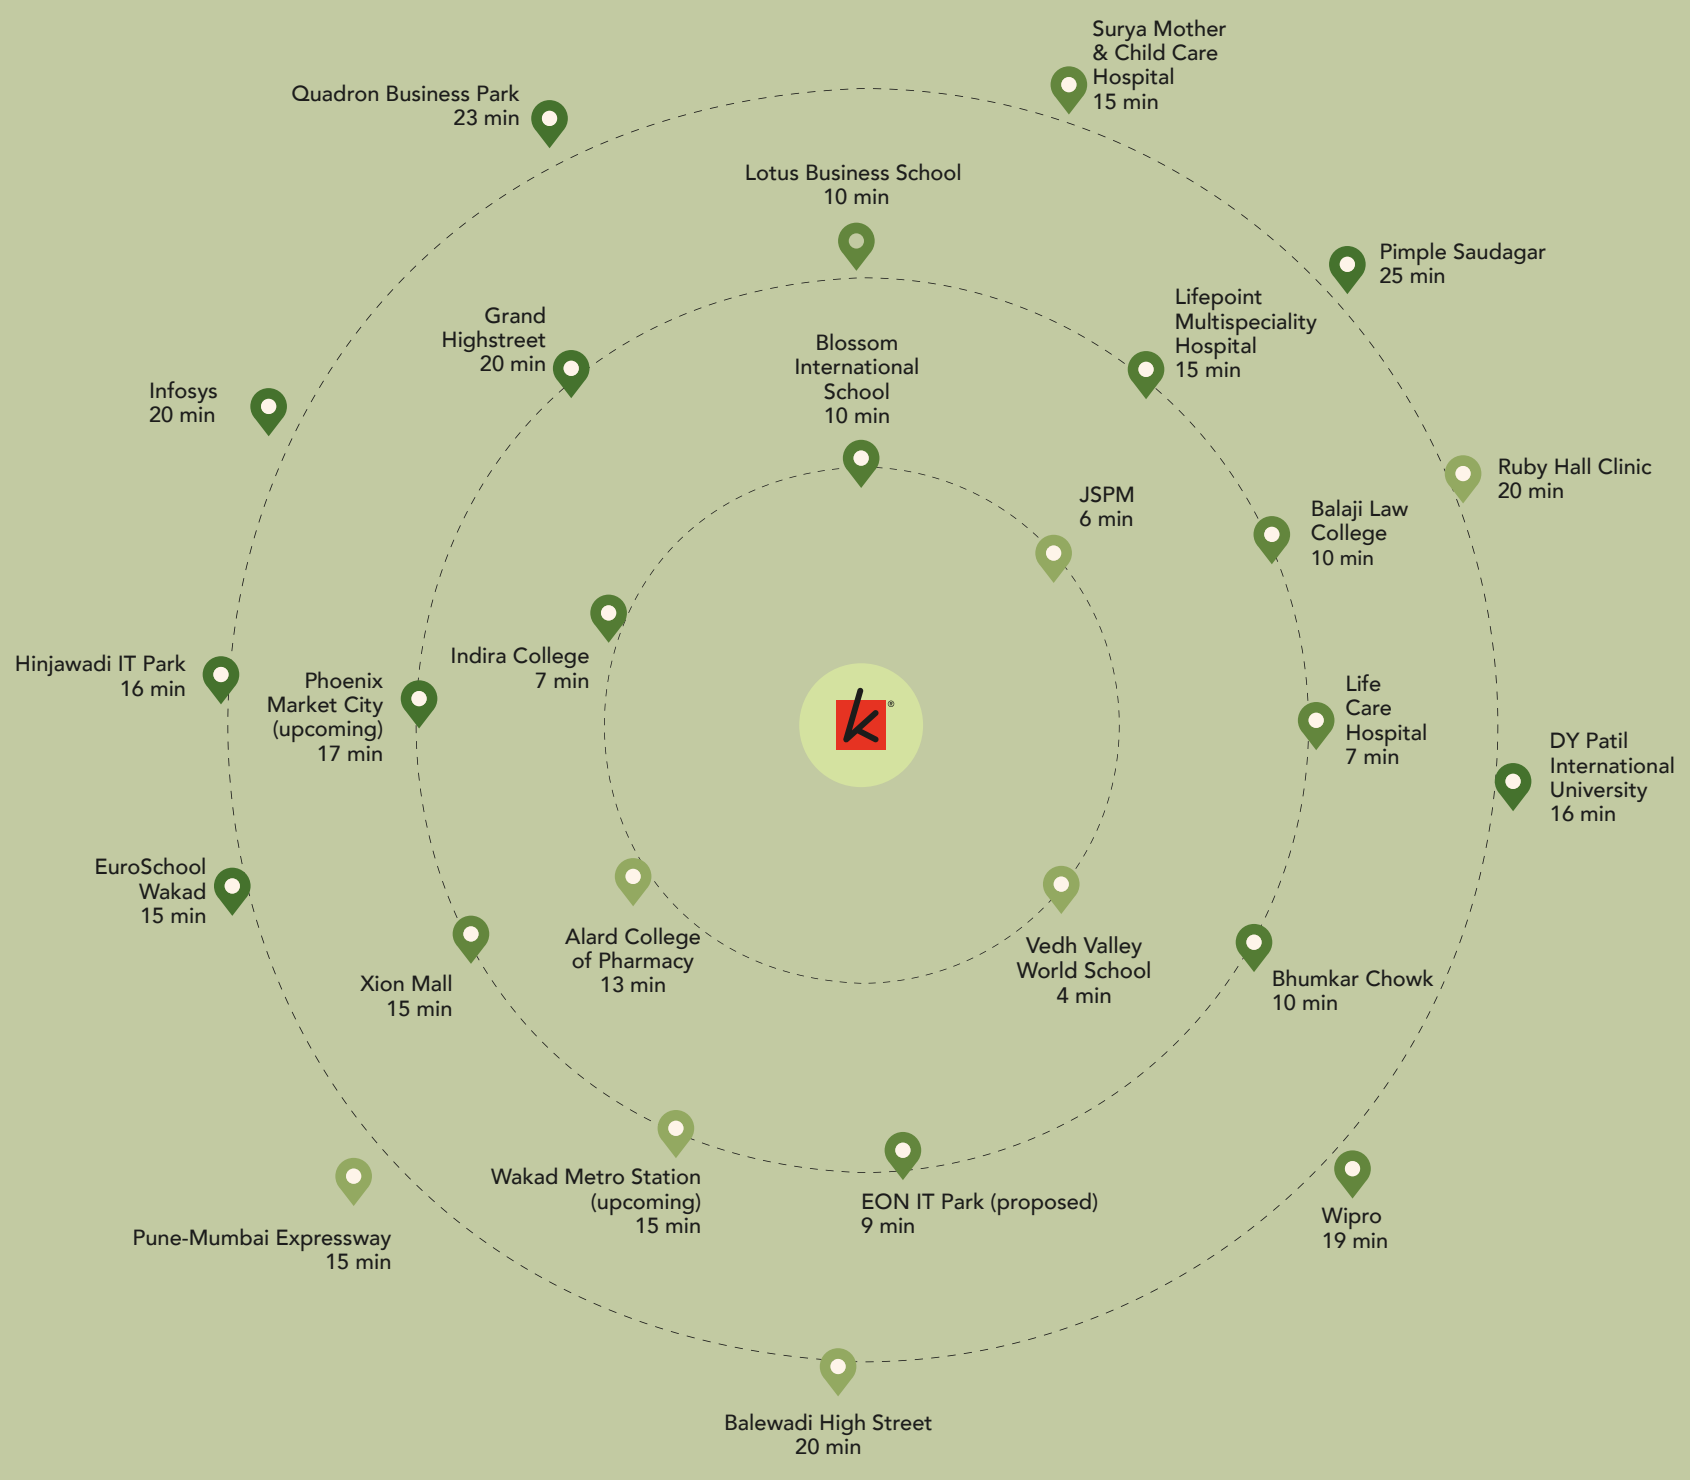 Surya Mother
& Child Care
Hospital
15 min
Quadron Business Park
23 min
Lotus Business School
10 min
Pimple Saudagar
25 min
Lifepoint
Multispeciality
Hospital
15 min
Grand
Highstreet
20 min
Blossom
International
School
10 min
Infosys
20 min
Ruby Hall Clinic
20 min
JSPM
6 min
Balaji Law
College
10 min
Indira College
7 min
Hinjawadi IT Park
16 min
Phoenix
Market City
(upcoming)
17 min
k®
Life
Care
Hospital
7 min
DY Patil
International
University
16 min
EuroSchool
Wakad
15 min
Alard College
of Pharmacy
13 min
Vedh Valley
World School
4 min
Xion Mall
15 min
Bhumkar Chowk
10 min
Wakad Metro Station
(upcoming)
15 min
EON IT Park (proposed)
9 min
Wipro
19 min
Pune-Mumbai Expressway
15 min
Balewadi High Street
20 min